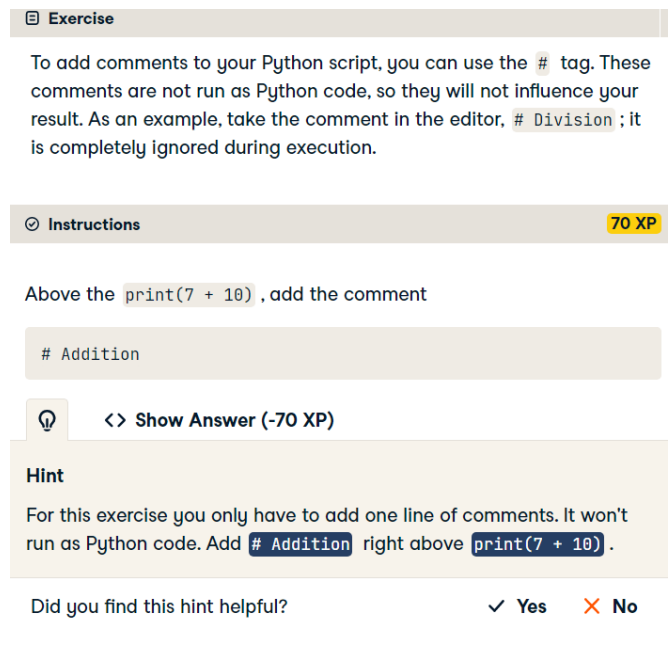 Exercise
To add comments to your Python script, you can use the # tag. These
comments are not run as Python code, so they will not influence your
result. As an example, take the comment in the editor, # Division ; it
is completely ignored during execution.
Instructions 70 XP
Above the print(7 + 10) , add the comment
# Addition
<> Show Answer (-70 XP)
Hint
For this exercise you only have to add one line of comments. It won't
run as Python code. Add # Addition right above print(7 + 10) .
Did you find this hint helpful? Yes No